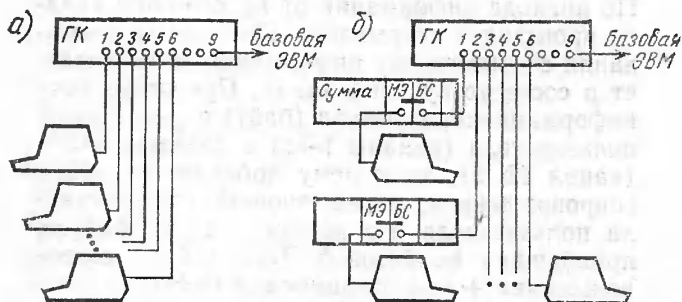 а)
ГК 1 2 3 4 5 6 9
Базовая
ЭВМ
б)
ГК 1 2 3 4 5 6 9
Базовая
ЭВМ
Сумма МЭ БС
МЭ БС